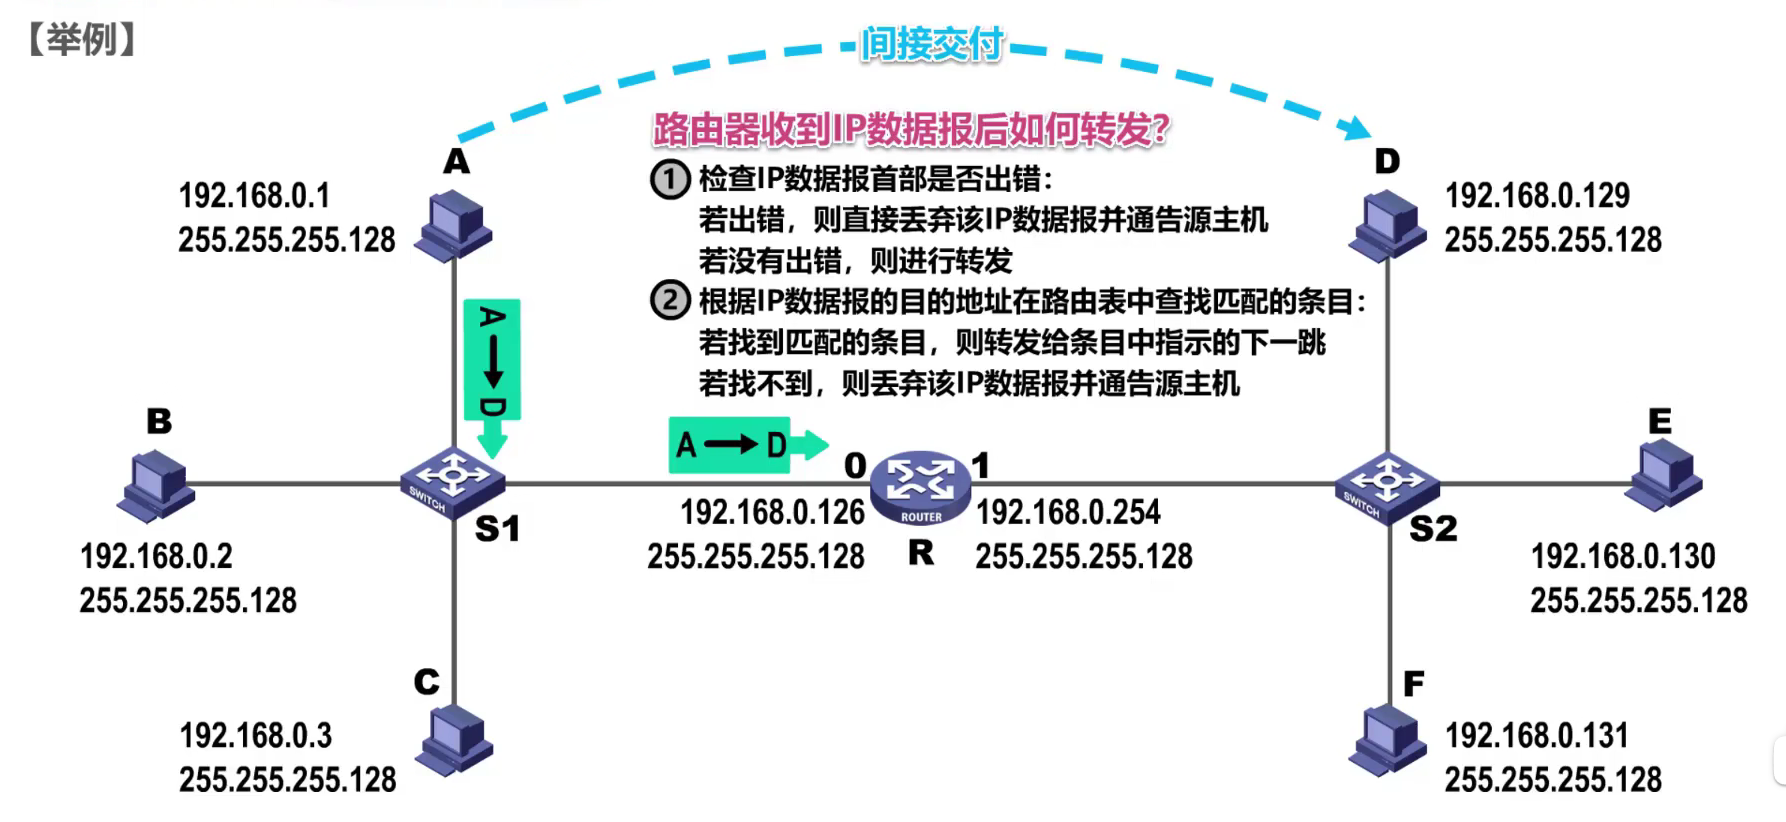 【举例】
间接交付
路由器收到IP数据报后如何转发？
① 检查IP数据报首部是否出错：
若出错，则直接丢弃该IP数据报并通告源主机
若没有出错，则进行转发
② 根据IP数据报的目的地址在路由表中查找匹配的条目：
若找到匹配的条目，则转发给条目中指示的下一跳
若找不到，则丢弃该IP数据报并通告源主机
A
192.168.0.1
255.255.255.128
D
192.168.0.129
255.255.255.128
A → D
B
192.168.0.2
255.255.255.128
SWITCH
S1
A → D
0
1
ROUTER
R
192.168.0.126
255.255.255.128
192.168.0.254
255.255.255.128
SWITCH
S2
E
192.168.0.130
255.255.255.128
C
192.168.0.3
255.255.255.128
F
192.168.0.131
255.255.255.128